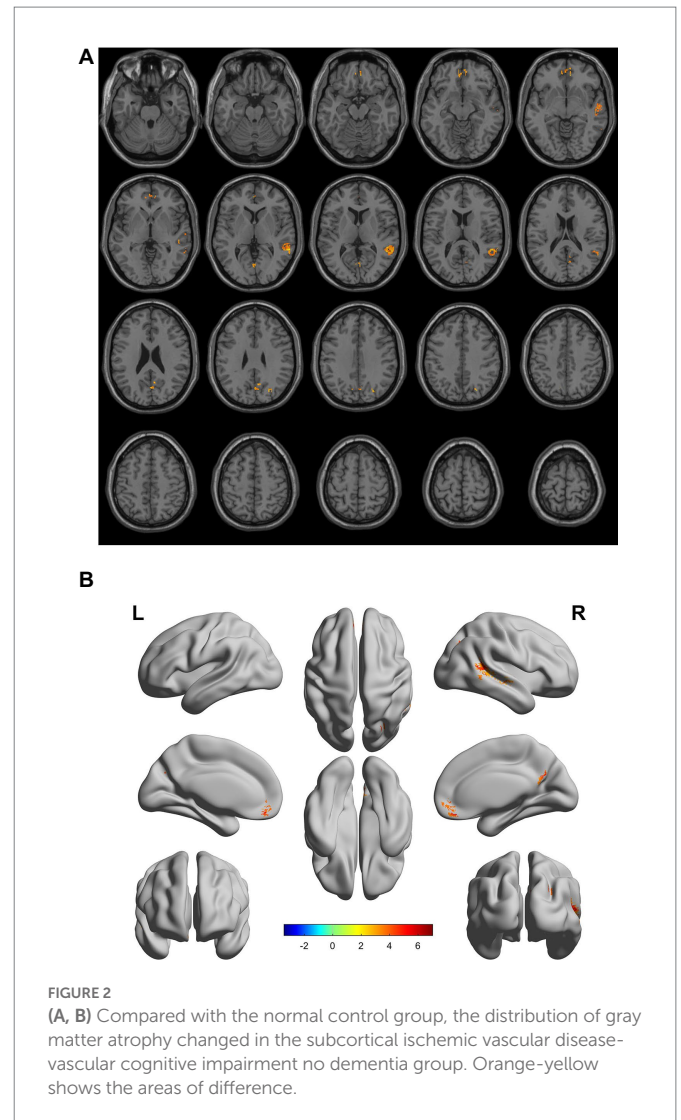 A
B
L
R
-2 0 2 4 6
FIGURE 2
(A, B) Compared with the normal control group, the distribution of gray
matter atrophy changed in the subcortical ischemic vascular disease-
vascular cognitive impairment no dementia group. Orange-yellow
shows the areas of difference.